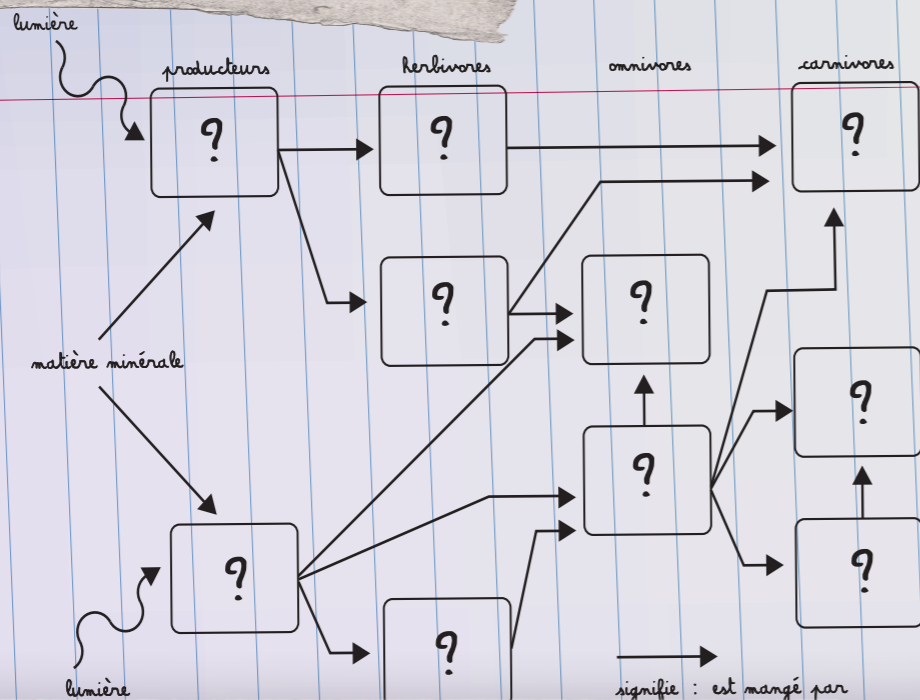 lumière
producteurs
herbivores
omnivores
carnivores
?
?
?
?
?
matière minérale
?
?
?
?
?
lumière
signifie : est mangé par